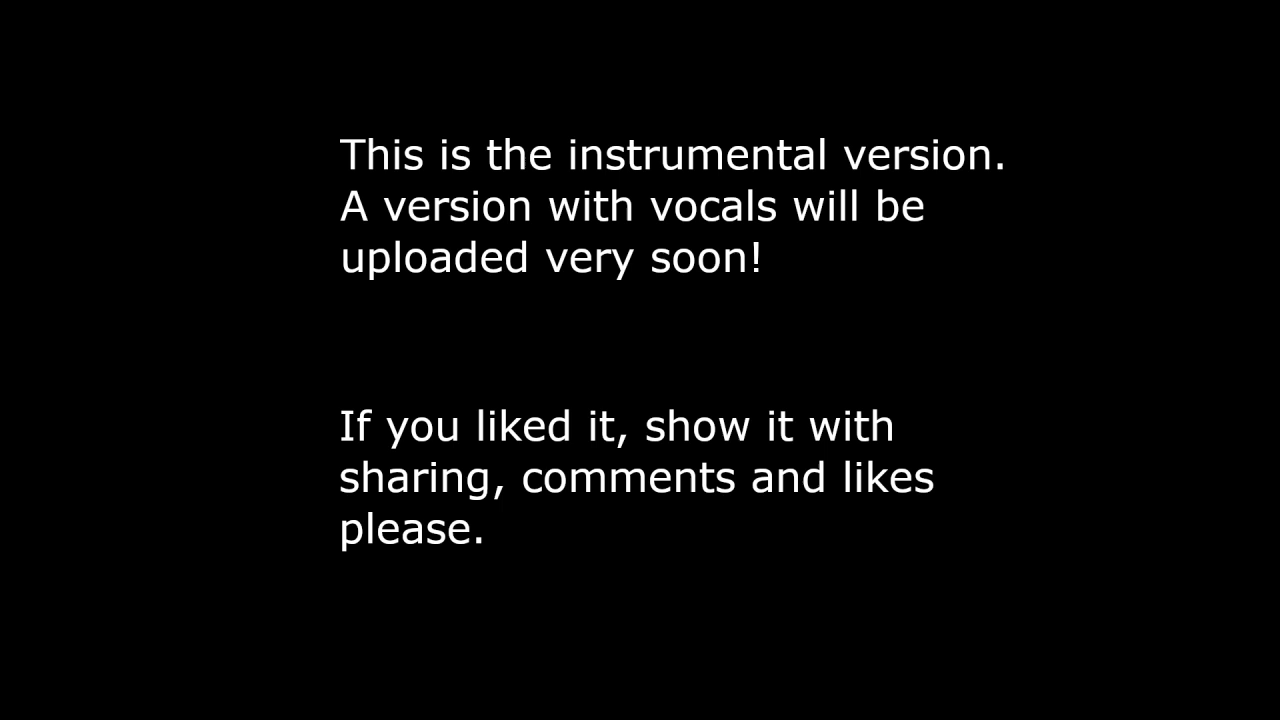 This is the instrumental version.
A version with vocals will be
uploaded very soon!
If you liked it, show it with
sharing, comments and likes
please.